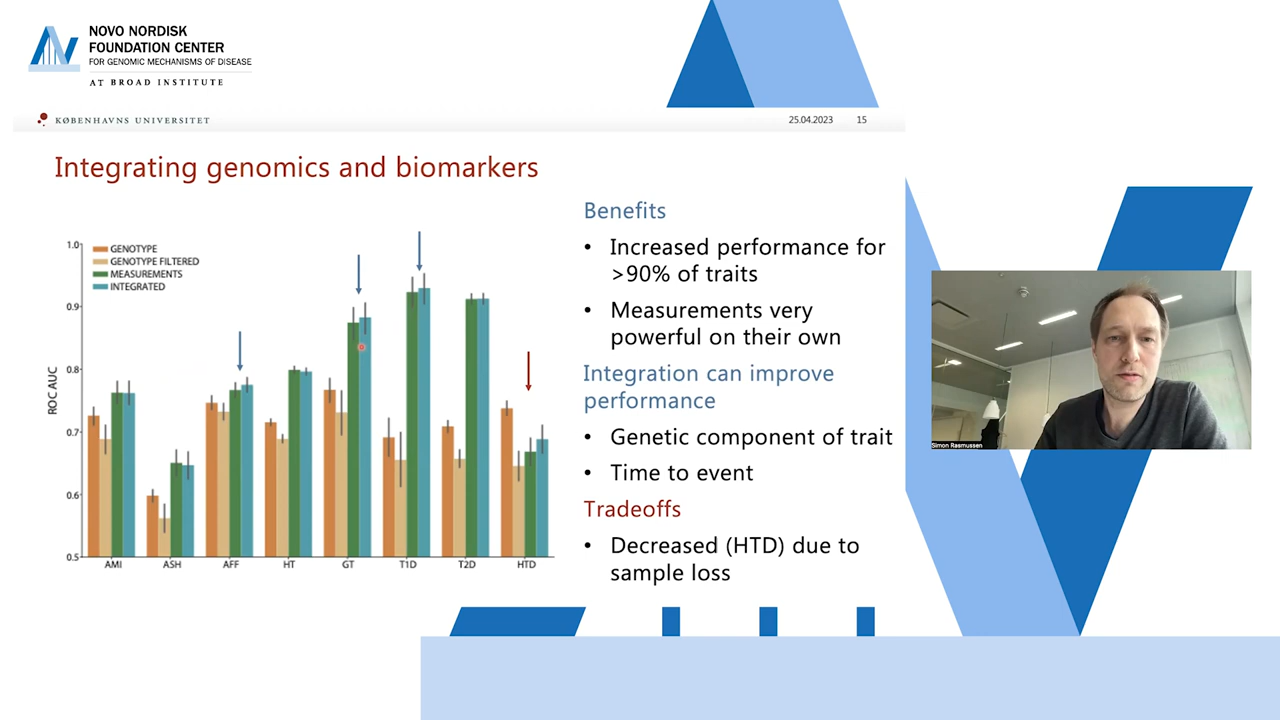 NOVO NORDISK
FOUNDATION CENTER
FOR GENOMIC MECHANISMS OF DISEASE
AT BROAD INSTITUTE
KØBENHAVNS UNIVERSITET
25.04.2023 15
Integrating genomics and biomarkers
GENOTYPE
GENOTYPE FILTERED
MEASUREMENTS
INTEGRATED
ROC AUC
1.0
0.9
0.8
0.7
0.6
0.5
AMI ASH AFF HT GT T1D T2D HTD
Benefits
• Increased performance for
>90% of traits
• Measurements very
powerful on their own
Integration can improve
performance
• Genetic component of trait
• Time to event
Tradeoffs
• Decreased (HTD) due to
sample loss
Simon Rasmussen